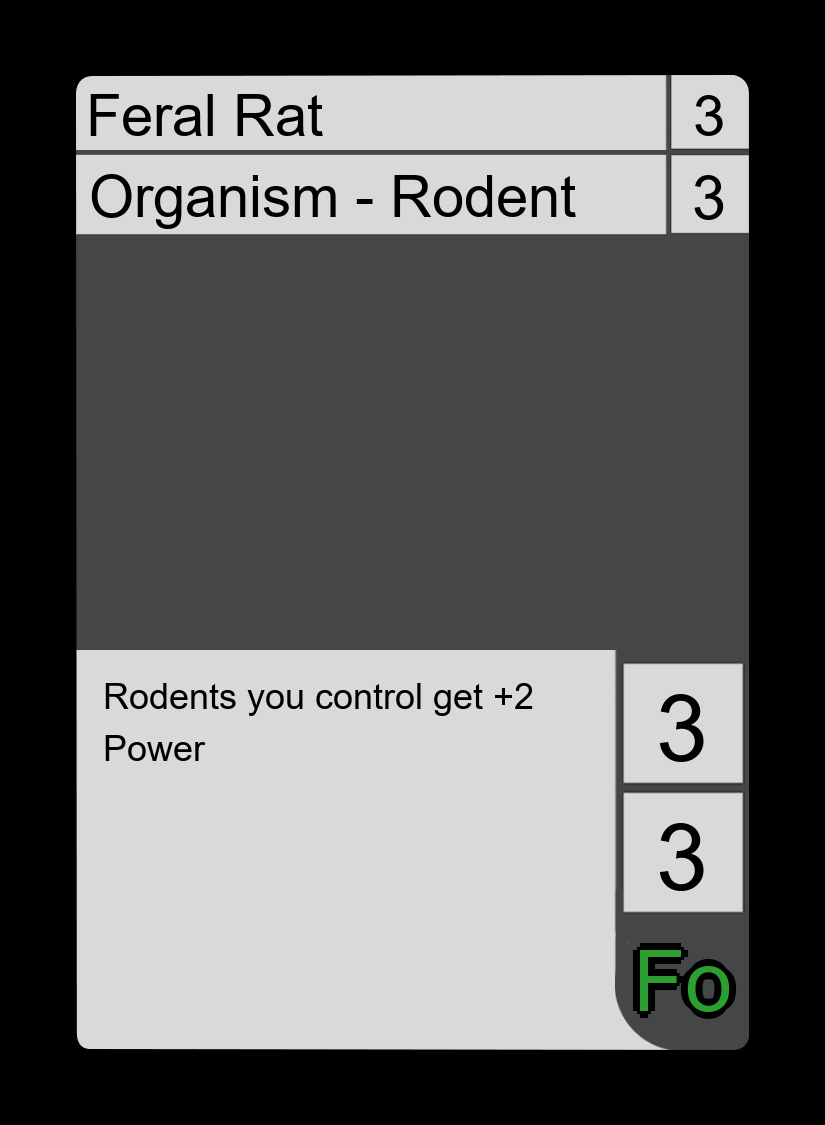 Feral Rat 3
Organism - Rodent 3
Rodents you control get +2
Power
3
3
Fo